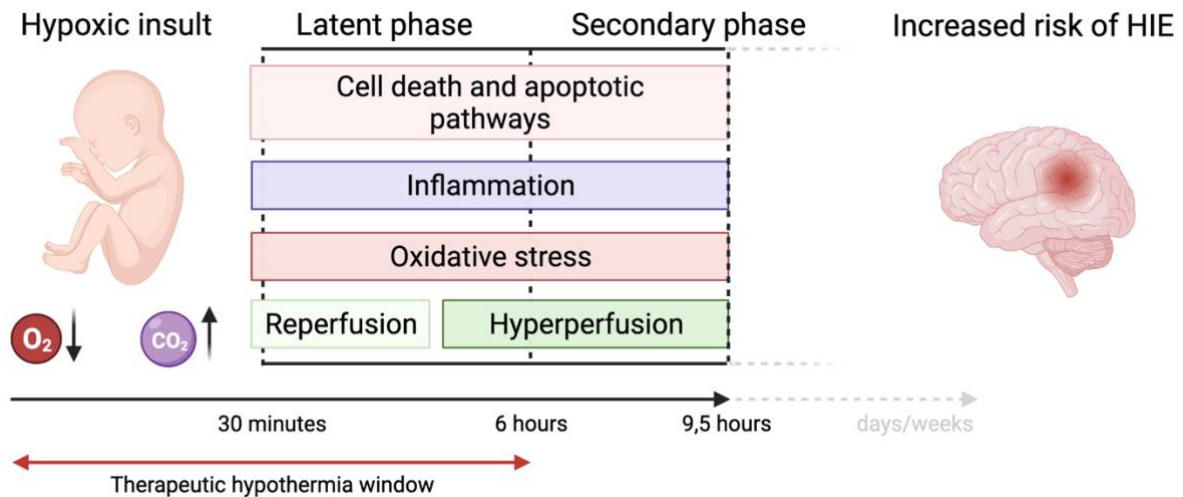 Hypoxic insult
Latent phase
Secondary phase
Increased risk of HIE
Cell death and apoptotic
pathways
Inflammation
Oxidative stress
Reperfusion
Hyperperfusion
O₂
CO₂
30 minutes
6 hours
9,5 hours
days/weeks
Therapeutic hypothermia window